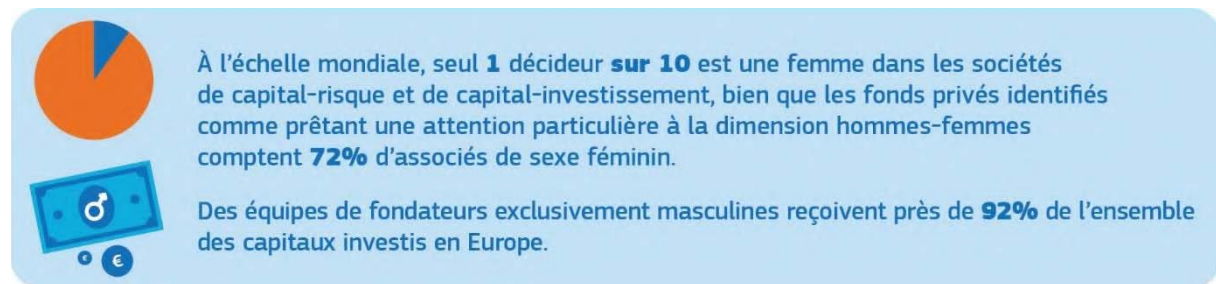 À l’échelle mondiale, seul 1 décideur sur 10 est une femme dans les sociétés
de capital-risque et de capital-investissement, bien que les fonds privés identifiés
comme prêtant une attention particulière à la dimension hommes-femmes
comptent 72% d’associés de sexe féminin.
Des équipes de fondateurs exclusivement masculines reçoivent près de 92% de l’ensemble
des capitaux investis en Europe.
€ €